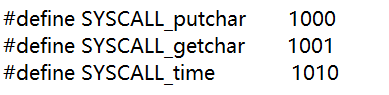 #define SYSCALL_putchar 1000
#define SYSCALL_getchar 1001
#define SYSCALL_time 1010